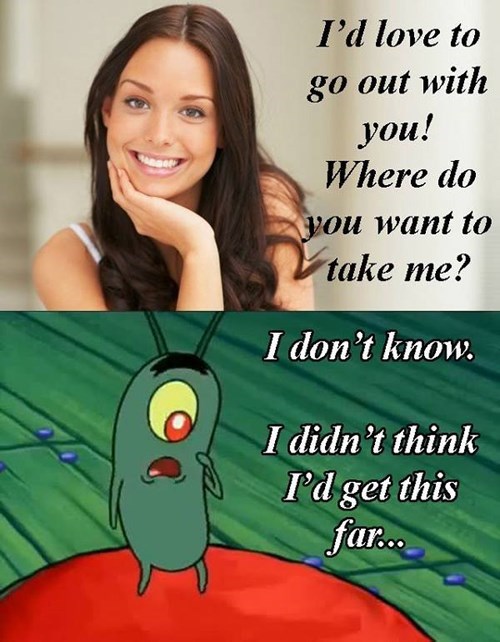 I'd love to
go out with
you!
Where do
you want to
take me?
I don't know.
I didn't think
I'd get this
far...